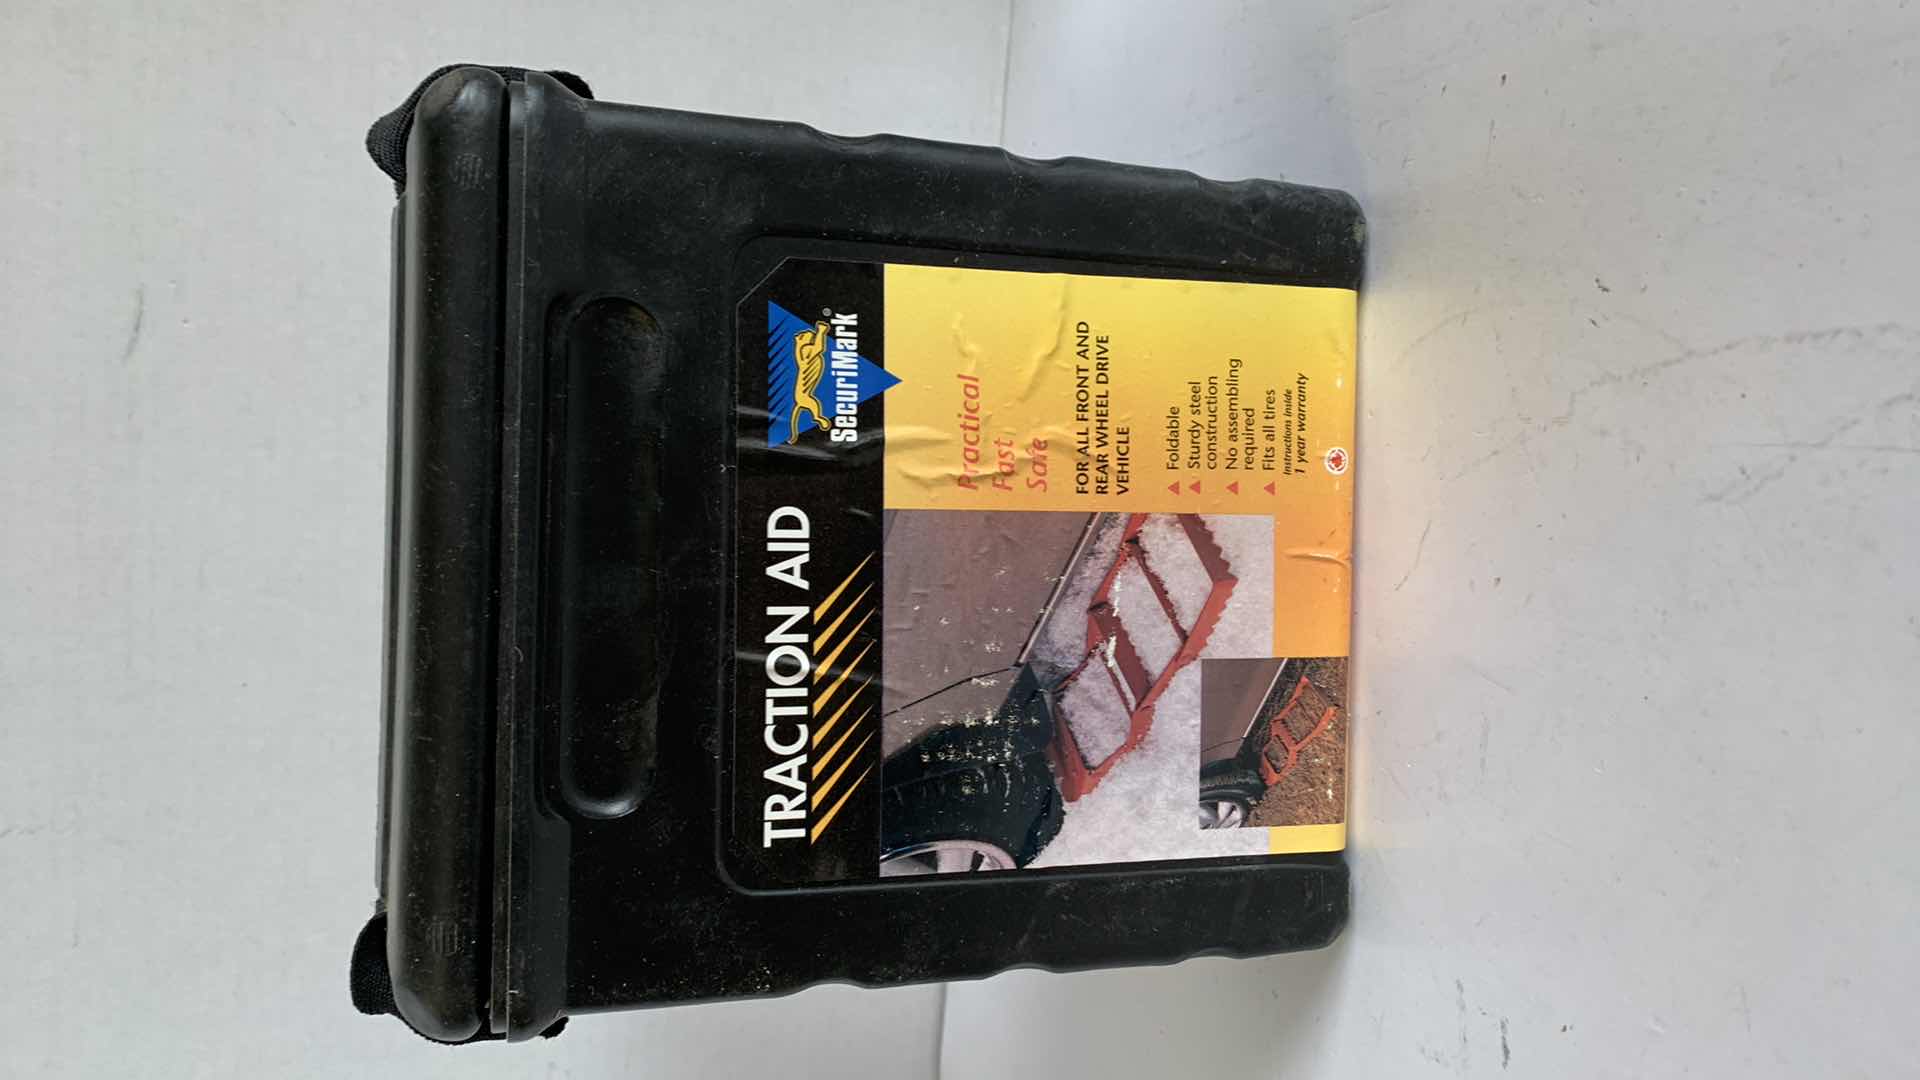 TRACTION AID
SecuriMark®
Practical
Fast
Safe
FOR ALL FRONT AND
REAR WHEEL DRIVE
VEHICLE
Foldable
Sturdy steel
construction
No assembling
required
Fits all tires
Instructions inside
1 year warranty